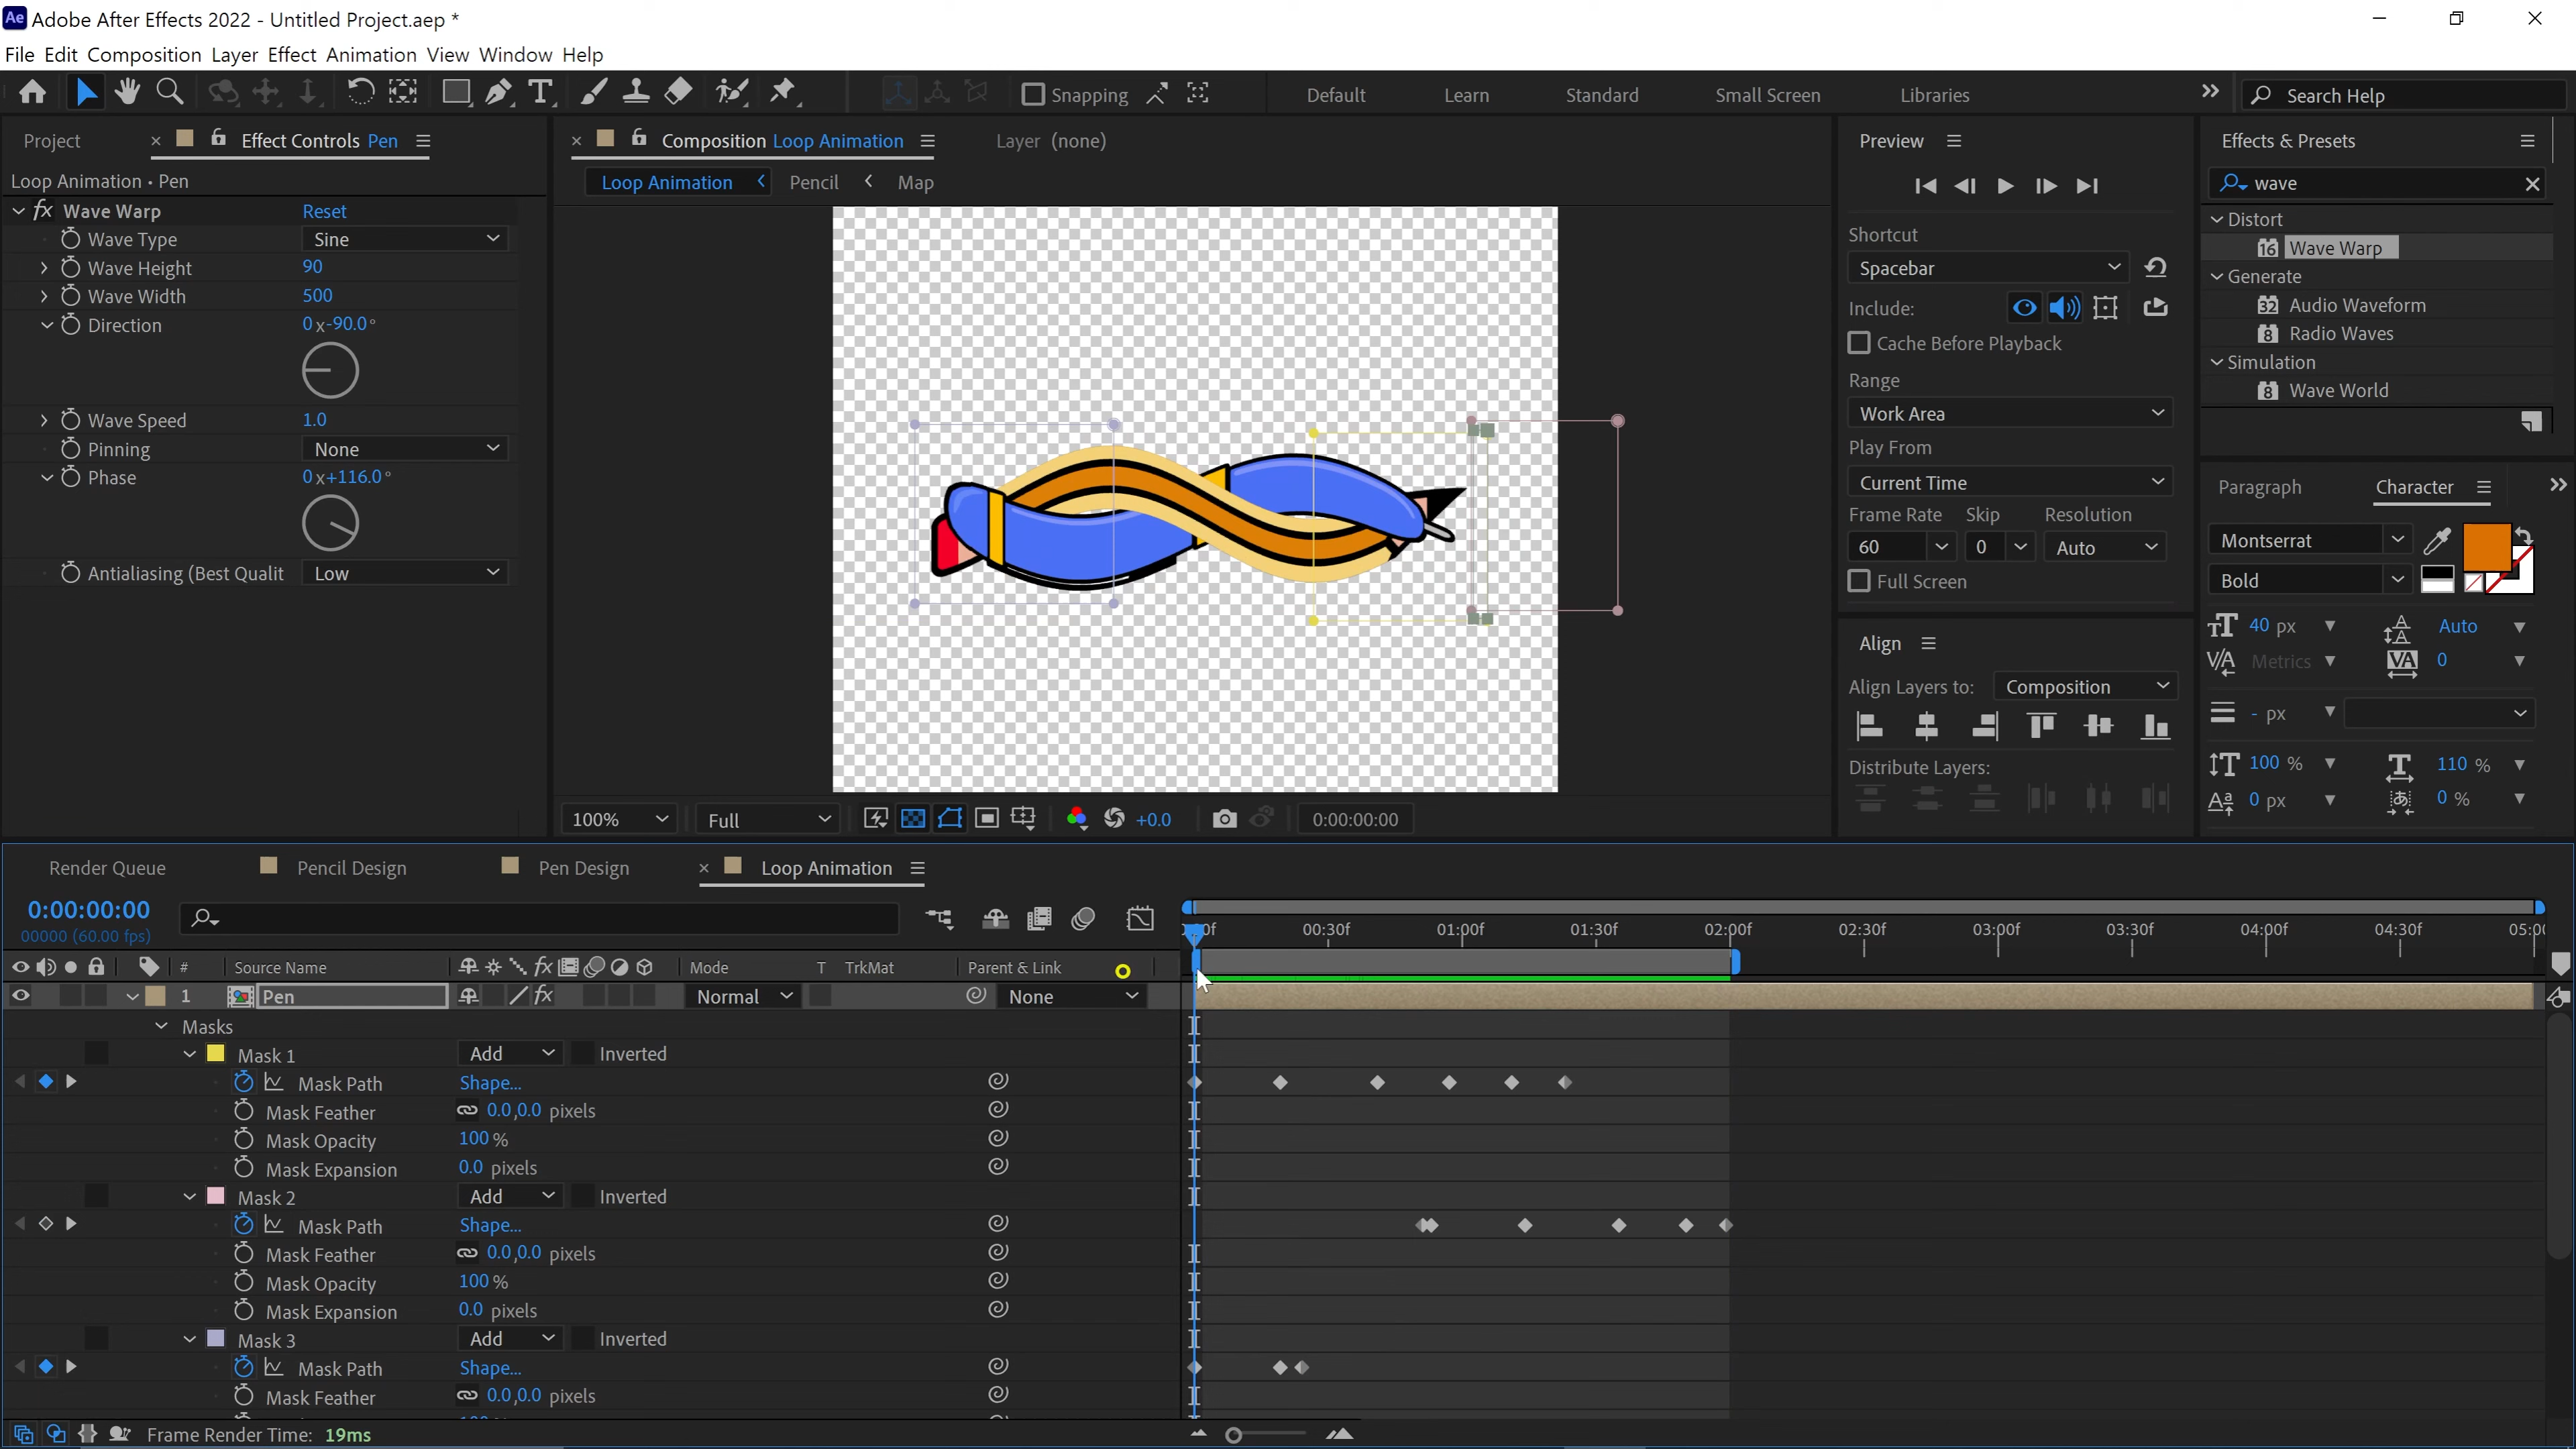 Ae Adobe After Effects 2022 - Untitled Project.aep *
File Edit Composition Layer Effect Animation View Window Help
Snapping
Default Learn Standard Small Screen Libraries
Search Help
Project
Effect Controls Pen
Loop Animation • Pen
fx Wave Warp Reset
Wave Type Sine
Wave Height 90
Wave Width 500
Direction 0x-90.0°
Wave Speed 1.0
Pinning None
Phase 0x+116.0°
Antialiasing (Best Qualit Low
Composition Loop Animation
Layer (none)
Loop Animation Pencil Map
100% Full +0.0 0:00:00:00
Preview
Shortcut
Spacebar
Include:
Cache Before Playback
Range
Work Area
Play From
Current Time
Frame Rate Skip Resolution
60 0 Auto
Full Screen
Align
Align Layers to: Composition
Distribute Layers:
Effects & Presets
wave
Distort
16 Wave Warp
Generate
32 Audio Waveform
8 Radio Waves
Simulation
8 Wave World
Paragraph Character
Montserrat
Bold
40 px Auto
Metrics 0
- px
100 % 110 %
0 px 0 %
Render Queue Pencil Design Pen Design Loop Animation
0:00:00:00
00000 (60.00 fps)
00:30f 01:00f 01:30f 02:00f 02:30f 03:00f 03:30f 04:00f 04:30f
# Source Name Mode T TrkMat Parent & Link
1 Pen fx Normal None
Masks
Mask 1 Add Inverted
Mask Path Shape...
Mask Feather 0.0,0.0 pixels
Mask Opacity 100 %
Mask Expansion 0.0 pixels
Mask 2 Add Inverted
Mask Path Shape...
Mask Feather 0.0,0.0 pixels
Mask Opacity 100 %
Mask Expansion 0.0 pixels
Mask 3 Add Inverted
Mask Path Shape...
Mask Feather 0.0,0.0 pixels
Frame Render Time: 19ms